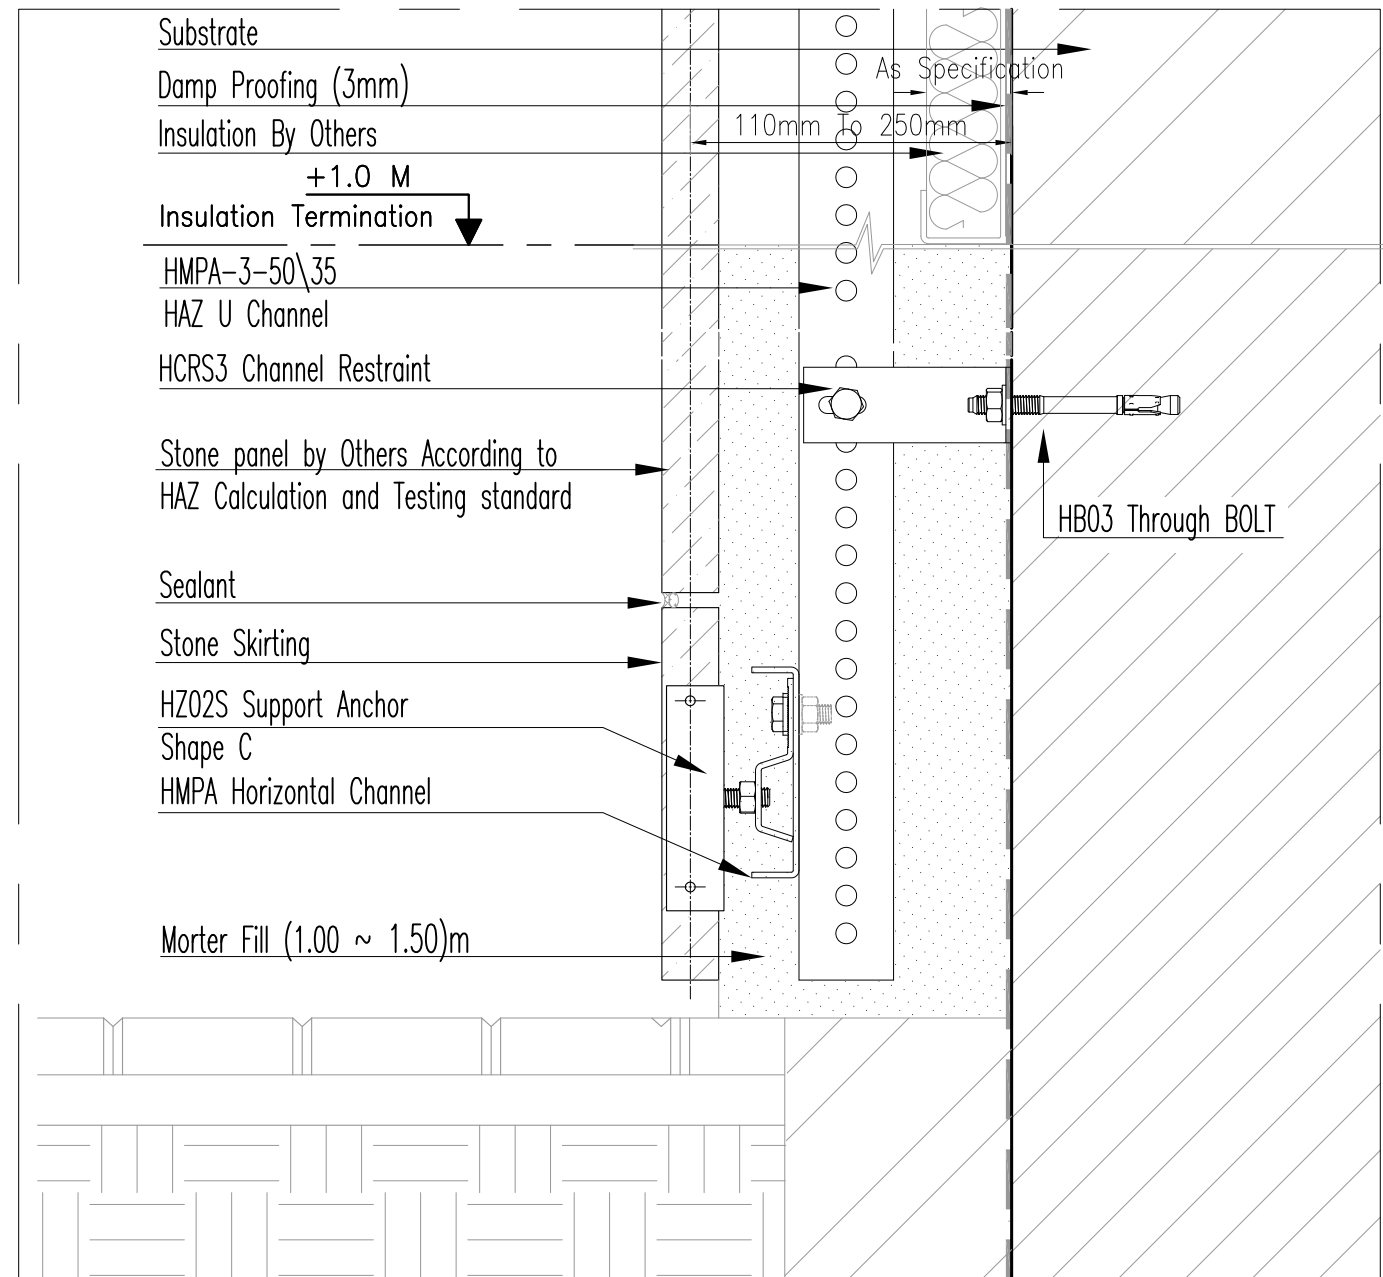 Substrate
As Specification
Damp Proofing (3mm)
110mm To 250mm
Insulation By Others
+1.0 M
Insulation Termination
HMPA-3-50\35
HAZ U Channel
HCRS3 Channel Restraint
Stone panel by Others According to
HAZ Calculation and Testing standard
HB03 Through BOLT
Sealant
Stone Skirting
HZ02S Support Anchor
Shape C
HMPA Horizontal Channel
Morter Fill (1.00 ~ 1.50)m